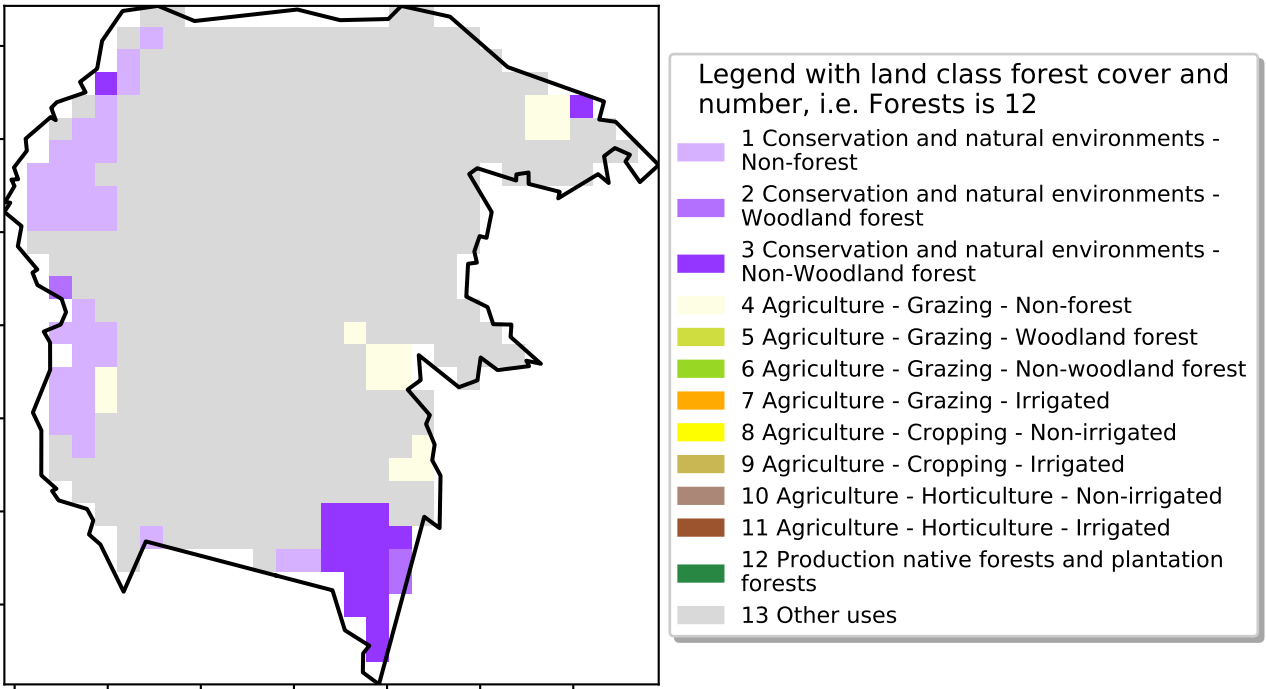 Legend with land class forest cover and
number, i.e. Forests is 12
1 Conservation and natural environments -
Non-forest
2 Conservation and natural environments -
Woodland forest
3 Conservation and natural environments -
Non-Woodland forest
4 Agriculture - Grazing - Non-forest
5 Agriculture - Grazing - Woodland forest
6 Agriculture - Grazing - Non-woodland forest
7 Agriculture - Grazing - Irrigated
8 Agriculture - Cropping - Non-irrigated
9 Agriculture - Cropping - Irrigated
10 Agriculture - Horticulture - Non-irrigated
11 Agriculture - Horticulture - Irrigated
12 Production native forests and plantation
forests
13 Other uses